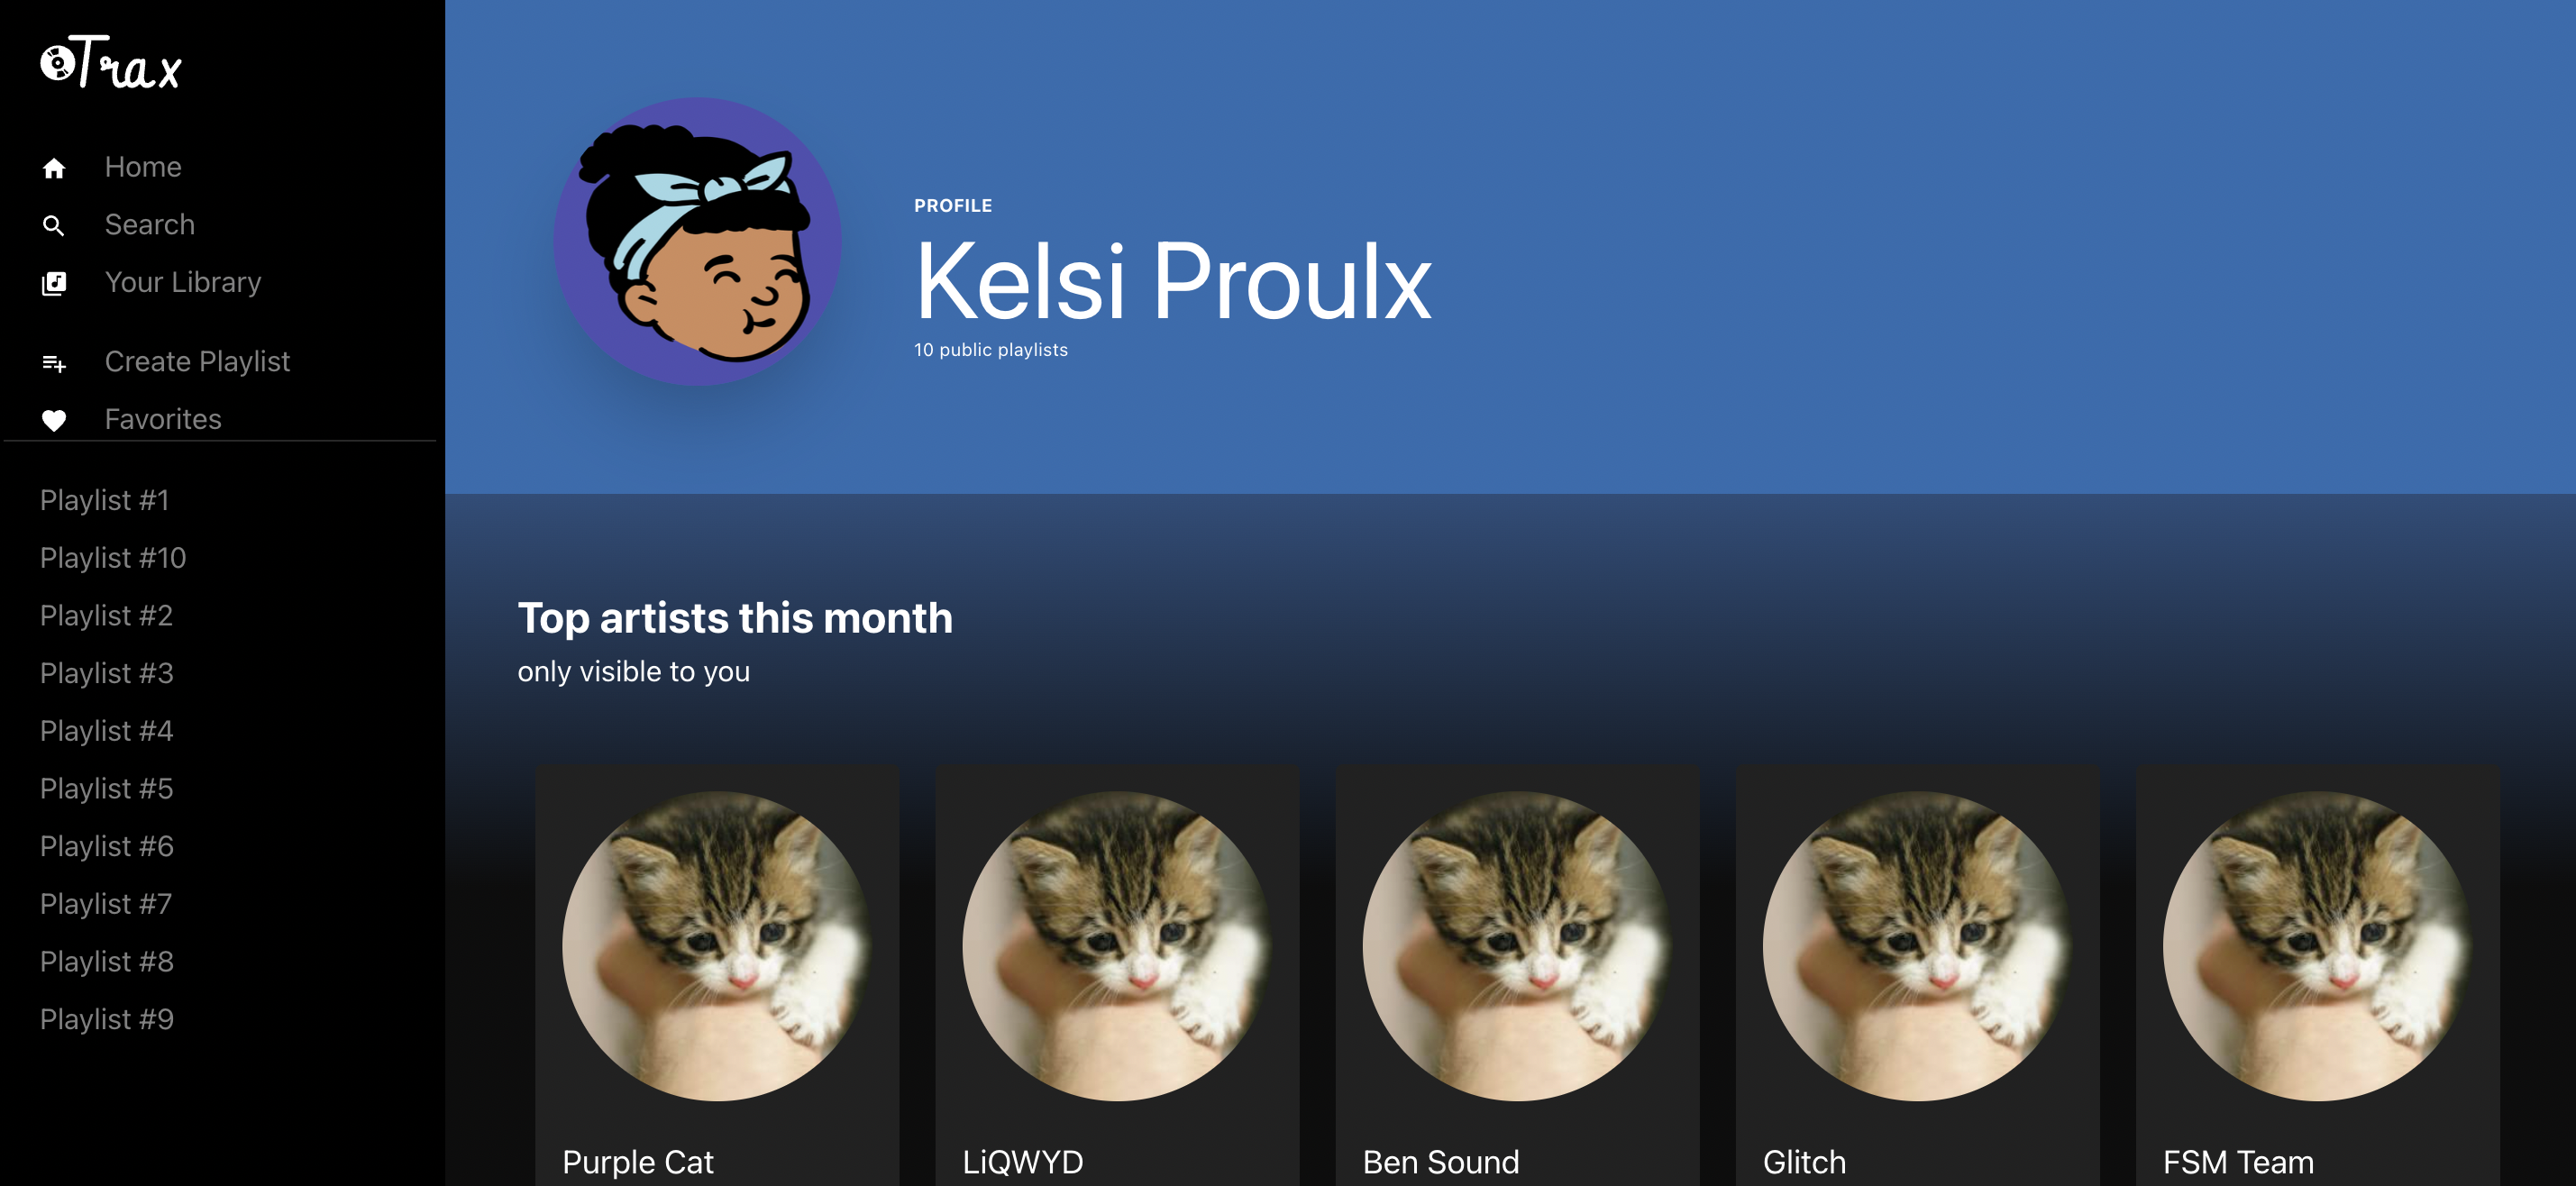 Trax
Home
Search
Your Library
Create Playlist
Favorites
Playlist #1
Playlist #10
Playlist #2
Playlist #3
Playlist #4
Playlist #5
Playlist #6
Playlist #7
Playlist #8
Playlist #9
PROFILE
Kelsi Proulx
10 public playlists
Top artists this month
only visible to you
Purple Cat
LiQWYD
Ben Sound
Glitch
FSM Team